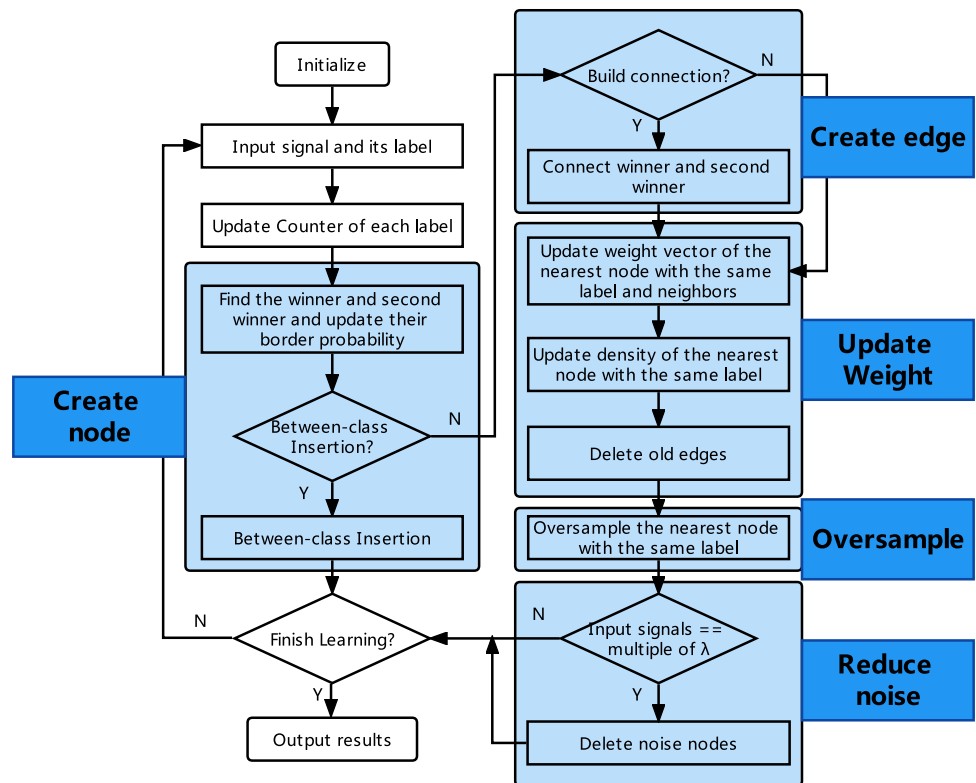 Initialize
Input signal and its label
Update Counter of each label
Find the winner and second
winner and update their
border probability
Create
node
Between-class
Insertion?
N
Y
Between-class Insertion
Finish Learning?
N
Y
Output results
Build connection?
N
Y
Create edge
Connect winner and second
winner
Update weight vector of the
nearest node with the same
label and neighbors
Update density of the nearest
node with the same label
Update
Weight
Delete old edges
Oversample the nearest node
with the same label
Oversample
Input signals ==
multiple of λ
N
Y
Reduce
noise
Delete noise nodes